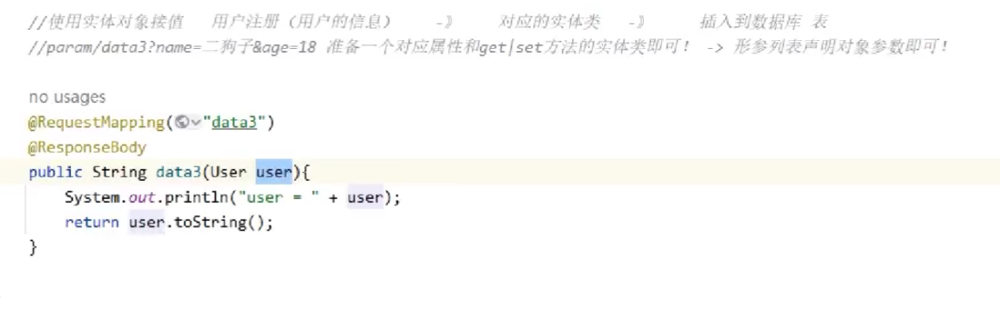 //使用实体对象接值 用户注册（用户的信息） -》 对应的实体类 -》 插入到数据库 表
//param/data3?name=二狗子&age=18 准备一个对应属性和get|set方法的实体类即可！ -> 形参列表声明对象参数即可！
no usages
@RequestMapping("data3")
@ResponseBody
public String data3(User user){
System.out.println("user = " + user);
return user.toString();
}